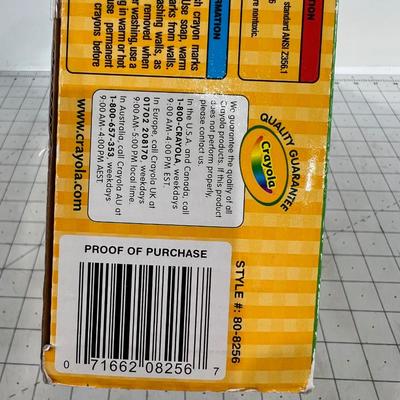 standard ANSI Z356.1
sh crayon marks
arks from walls.
Use soap, warm
ashing walls, as
removed when
er washing, use a
g in warm or hot
use permanent
crayons before
QUALITY GUARANTEE
Crayola
We guarantee the quality of all
Crayola products. If this product
does not perform properly,
please contact us.
In the U.S.A. and Canada, call
1-800-CRAYOLA, weekdays
9:00 AM-4:00 PM EST.
In Europe, call Crayola UK at
01702 208170, weekdays
9:00 AM-5:00 PM local time.
In Australia, call Crayola AU at
1-800-657-353, weekdays
9:00 AM-4:00 PM AEST.
www.crayola.com
STYLE #: 80-8256
PROOF OF PURCHASE
0 71662 08256 7